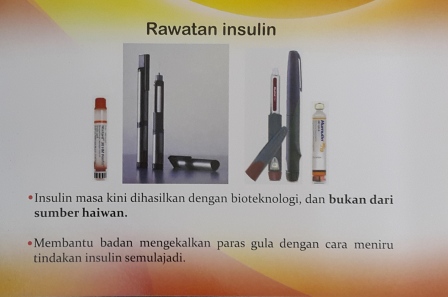 Rawatan insulin
•Insulin masa kini dihasilkan dengan bioteknologi, dan bukan dari
sumber haiwan.
•Membantu badan mengekalkan paras gula dengan cara meniru
tindakan insulin semulajadi.